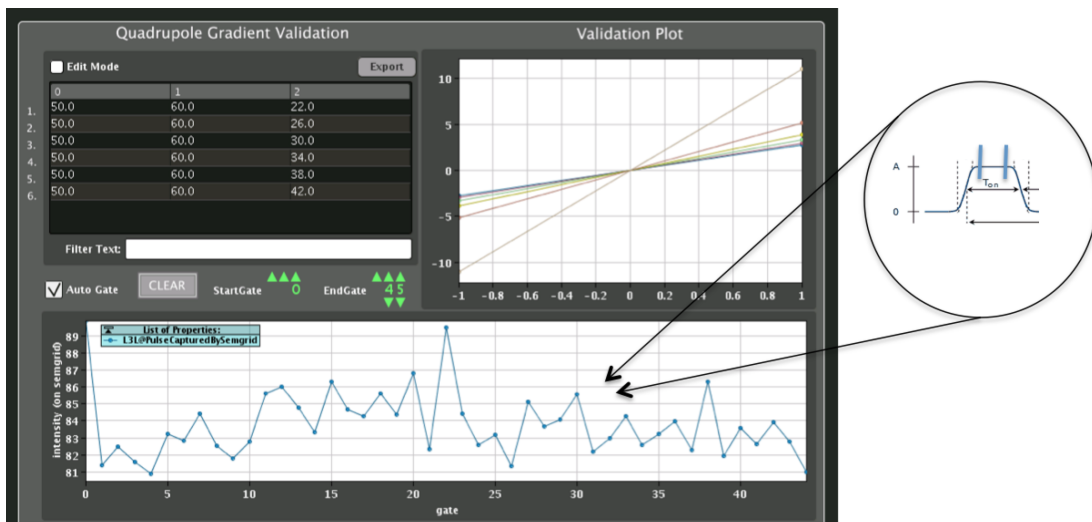 Quadrupole Gradient Validation
Edit Mode
Export
0 1 2
1. 50.0 60.0 22.0
2. 50.0 60.0 26.0
3. 50.0 60.0 30.0
4. 50.0 60.0 34.0
5. 50.0 60.0 38.0
6. 50.0 60.0 42.0
Filter Text:
Auto Gate
CLEAR
StartGate 0
EndGate 45
Validation Plot
10
5
0
-5
-10
-1 -0.8 -0.6 -0.4 -0.2 0 0.2 0.4 0.6 0.8 1
A
Ton
0
List of Properties:
L3L@PulseCapturedBySemgrid
intensity (on semgrid)
89
88
87
86
85
84
83
82
81
0 5 10 15 20 25 30 35 40
gate